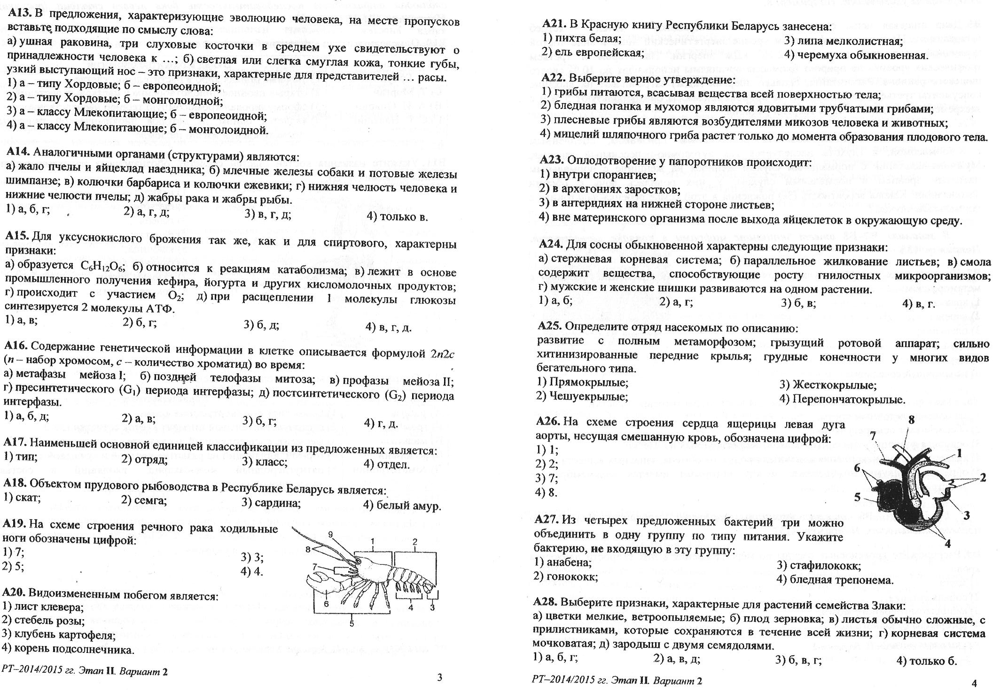 А13. В предложения, характеризующие эволюцию человека, на месте пропусков
вставьте подходящие по смыслу слова:
а) ушная раковина, три слуховые косточки в среднем ухе свидетельствуют о
принадлежности человека к …; б) светлая или слегка смуглая кожа, тонкие губы,
узкий выступающий нос – это признаки, характерные для представителей … расы.
1) а – типу Хордовые; б – европеоидной;
2) а – типу Хордовые; б – монголоидной;
3) а – классу Млекопитающие; б – европеоидной;
4) а – классу Млекопитающие; б – монголоидной.
А14. Аналогичными органами (структурами) являются:
а) жало пчелы и яйцеклад наездника; б) млечные железы собаки и потовые железы
шимпанзе; в) колючки барбариса и колючки ежевики; г) нижняя челюсть человека и
нижние челюсти пчелы; д) жабры рака и жабры рыбы.
1) а, б, г; 2) а, г, д; 3) в, г, д; 4) только в.
А15. Для уксуснокислого брожения так же, как и для спиртового, характерны
признаки:
а) образуется C₆H₁₂O₆; б) относится к реакциям катаболизма; в) лежит в основе
промышленного получения кефира, йогурта и других кисломолочных продуктов;
г) происходит с участием O₂; д) при расщеплении 1 молекулы глюкозы
синтезируется 2 молекулы АТФ.
1) а, в; 2) б, г; 3) б, д; 4) в, г, д.
А16. Содержание генетической информации в клетке описывается формулой 2n2c
(n – набор хромосом, c – количество хроматид) во время:
а) метафазы мейоза I; б) поздней телофазы митоза; в) профазы мейоза II;
г) пресинтетического (G₁) периода интерфазы; д) постсинтетического (G₂) периода
интерфазы.
1) а, б, д; 2) а, в; 3) б, г; 4) г, д.
А17. Наименьшей основной единицей классификации из предложенных является:
1) тип; 2) отряд; 3) класс; 4) отдел.
А18. Объектом прудового рыбоводства в Республике Беларусь является:
1) скат; 2) семга; 3) сардина; 4) белый амур.
А19. На схеме строения речного рака ходильные
ноги обозначены цифрой:
1) 7; 3) 3;
2) 5; 4) 4.
9
1 2
8
7
6 4 3
5
А20. Видоизмененным побегом является:
1) лист клевера;
2) стебель розы;
3) клубень картофеля;
4) корень подсолнечника.
РТ–2014/2015 гг. Этап II. Вариант 2
3
А21. В Красную книгу Республики Беларусь занесена:
1) пихта белая; 3) липа мелколистная;
2) ель европейская; 4) черемуха обыкновенная.
А22. Выберите верное утверждение:
1) грибы питаются, всасывая вещества всей поверхностью тела;
2) бледная поганка и мухомор являются ядовитыми трубчатыми грибами;
3) плесневые грибы являются возбудителями микозов человека и животных;
4) мицелий шляпочного гриба растет только до момента образования плодового тела.
А23. Оплодотворение у папоротников происходит:
1) внутри спорангиев;
2) в архегониях заростков;
3) в антеридиях на нижней стороне листьев;
4) вне материнского организма после выхода яйцеклеток в окружающую среду.
А24. Для сосны обыкновенной характерны следующие признаки:
а) стержневая корневая система; б) параллельное жилкование листьев; в) смола
содержит вещества, способствующие росту гнилостных микроорганизмов;
г) мужские и женские шишки развиваются на одном растении.
1) а, б; 2) а, г; 3) б, в; 4) в, г.
А25. Определите отряд насекомых по описанию:
развитие с полным метаморфозом; грызущий ротовой аппарат; сильно
хитинизированные передние крылья; грудные конечности у многих видов
бегательного типа.
1) Прямокрылые; 3) Жесткокрылые;
2) Чешуекрылые; 4) Перепончатокрылые.
А26. На схеме строения сердца ящерицы левая дуга
аорты, несущая смешанную кровь, обозначена цифрой:
1) 1;
2) 2;
3) 7;
4) 8.
8
7
1
6
2
5
3
4
А27. Из четырех предложенных бактерий три можно
объединить в одну группу по типу питания. Укажите
бактерию, не входящую в эту группу:
1) анабена; 3) стафилококк;
2) гонококк; 4) бледная трепонема.
А28. Выберите признаки, характерные для растений семейства Злаки:
а) цветки мелкие, ветроопыляемые; б) плод зерновка; в) листья обычно сложные, с
прилистниками, которые сохраняются в течение всей жизни; г) корневая система
мочковатая; д) зародыш с двумя семядолями.
1) а, б, г; 2) а, в, д; 3) б, в, г; 4) только б.
РТ–2014/2015 гг. Этап II. Вариант 2
4